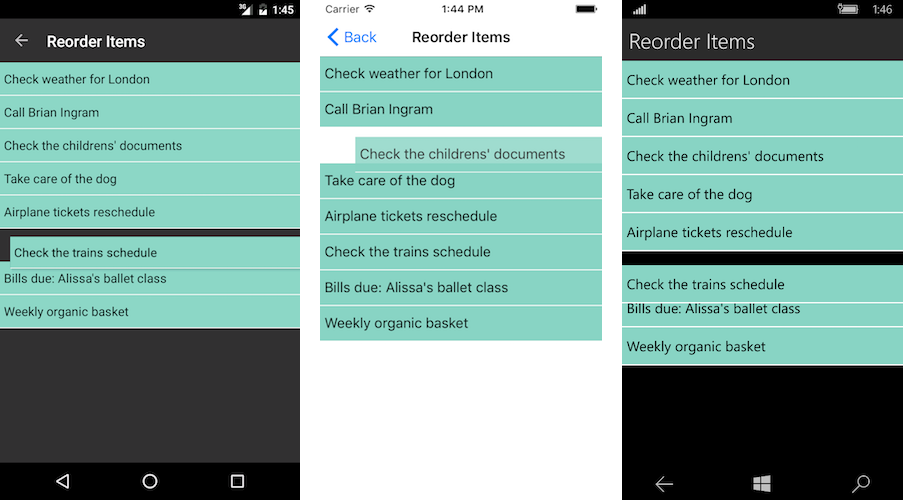 3G 1:45
Reorder Items
Check weather for London
Call Brian Ingram
Check the childrens' documents
Take care of the dog
Airplane tickets reschedule
Check the trains schedule
Bills due: Alissa's ballet class
Weekly organic basket
Carrier 1:44 PM
Back Reorder Items
Check weather for London
Call Brian Ingram
Check the childrens' documents
Take care of the dog
Airplane tickets reschedule
Check the trains schedule
Bills due: Alissa's ballet class
Weekly organic basket
1:46
Reorder Items
Check weather for London
Call Brian Ingram
Check the childrens' documents
Take care of the dog
Airplane tickets reschedule
Check the trains schedule
Bills due: Alissa's ballet class
Weekly organic basket